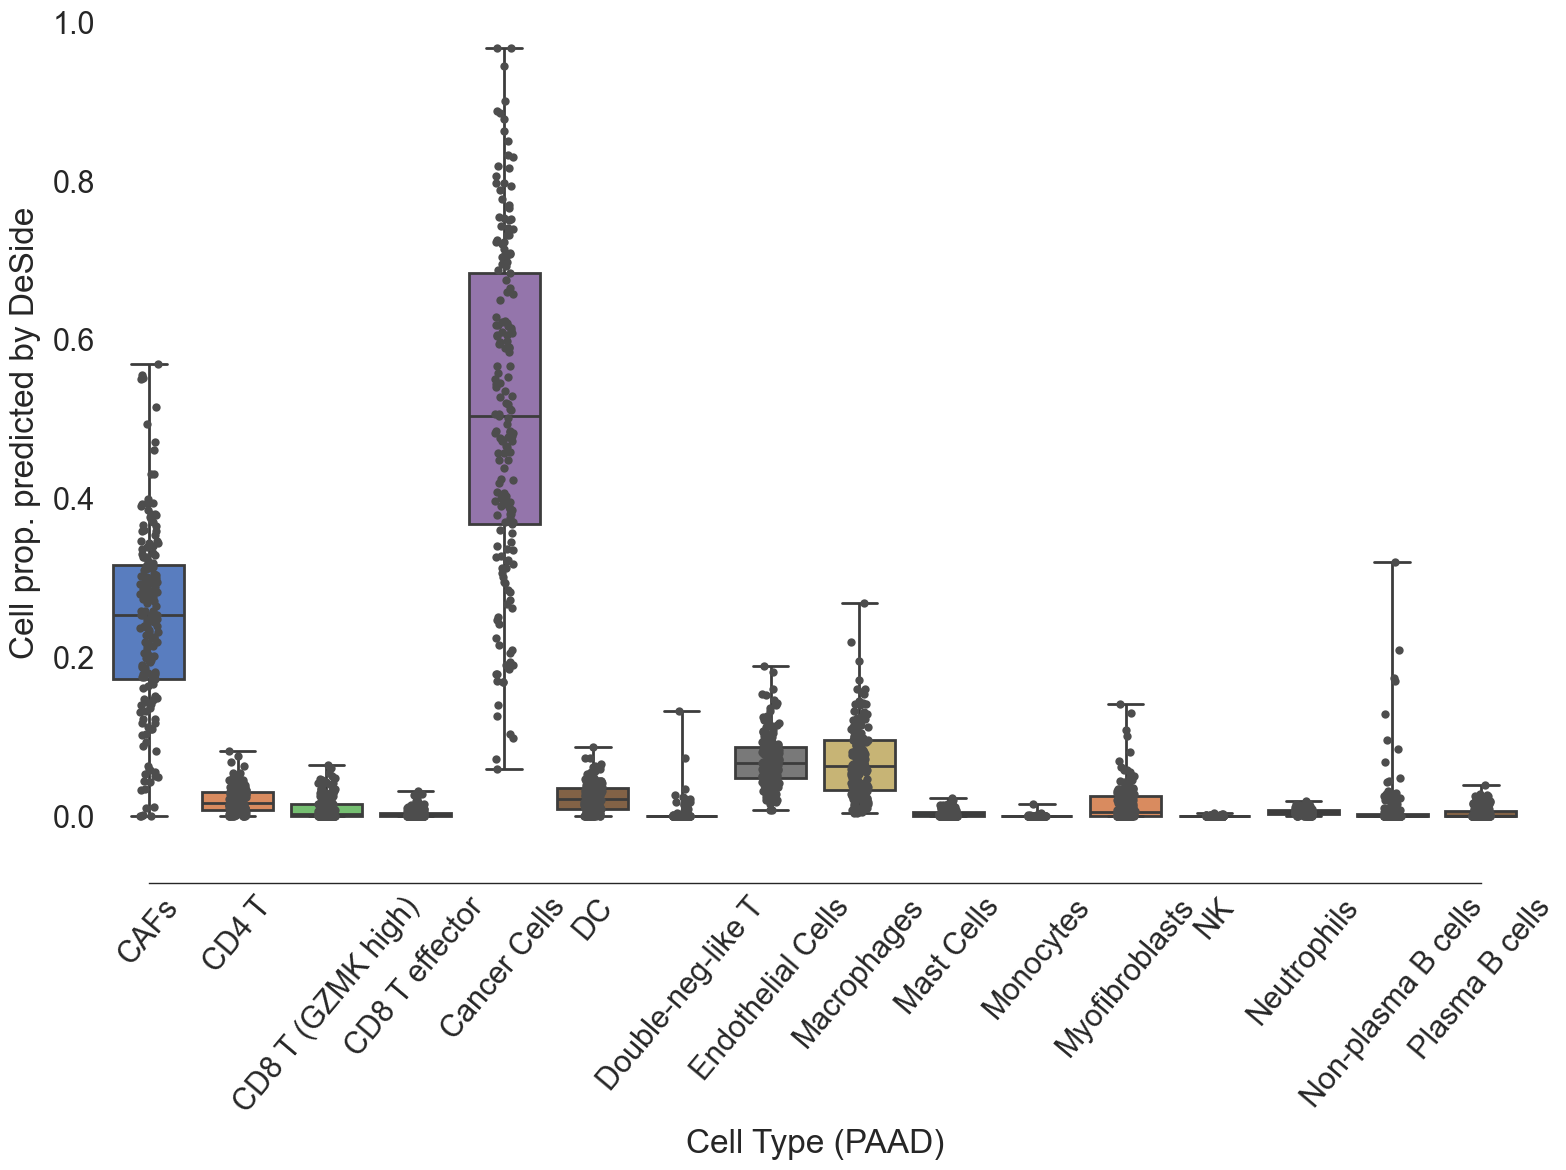 1.0
0.8
0.6
0.4
0.2
0.0
Cell prop. predicted by DeSide
CAFs
CD4 T
CD8 T (GZMK high)
CD8 T effector
Cancer Cells
DC
Double-neg-like T
Endothelial Cells
Macrophages
Mast Cells
Monocytes
Myofibroblasts
NK
Neutrophils
Non-plasma B cells
Plasma B cells
Cell Type (PAAD)